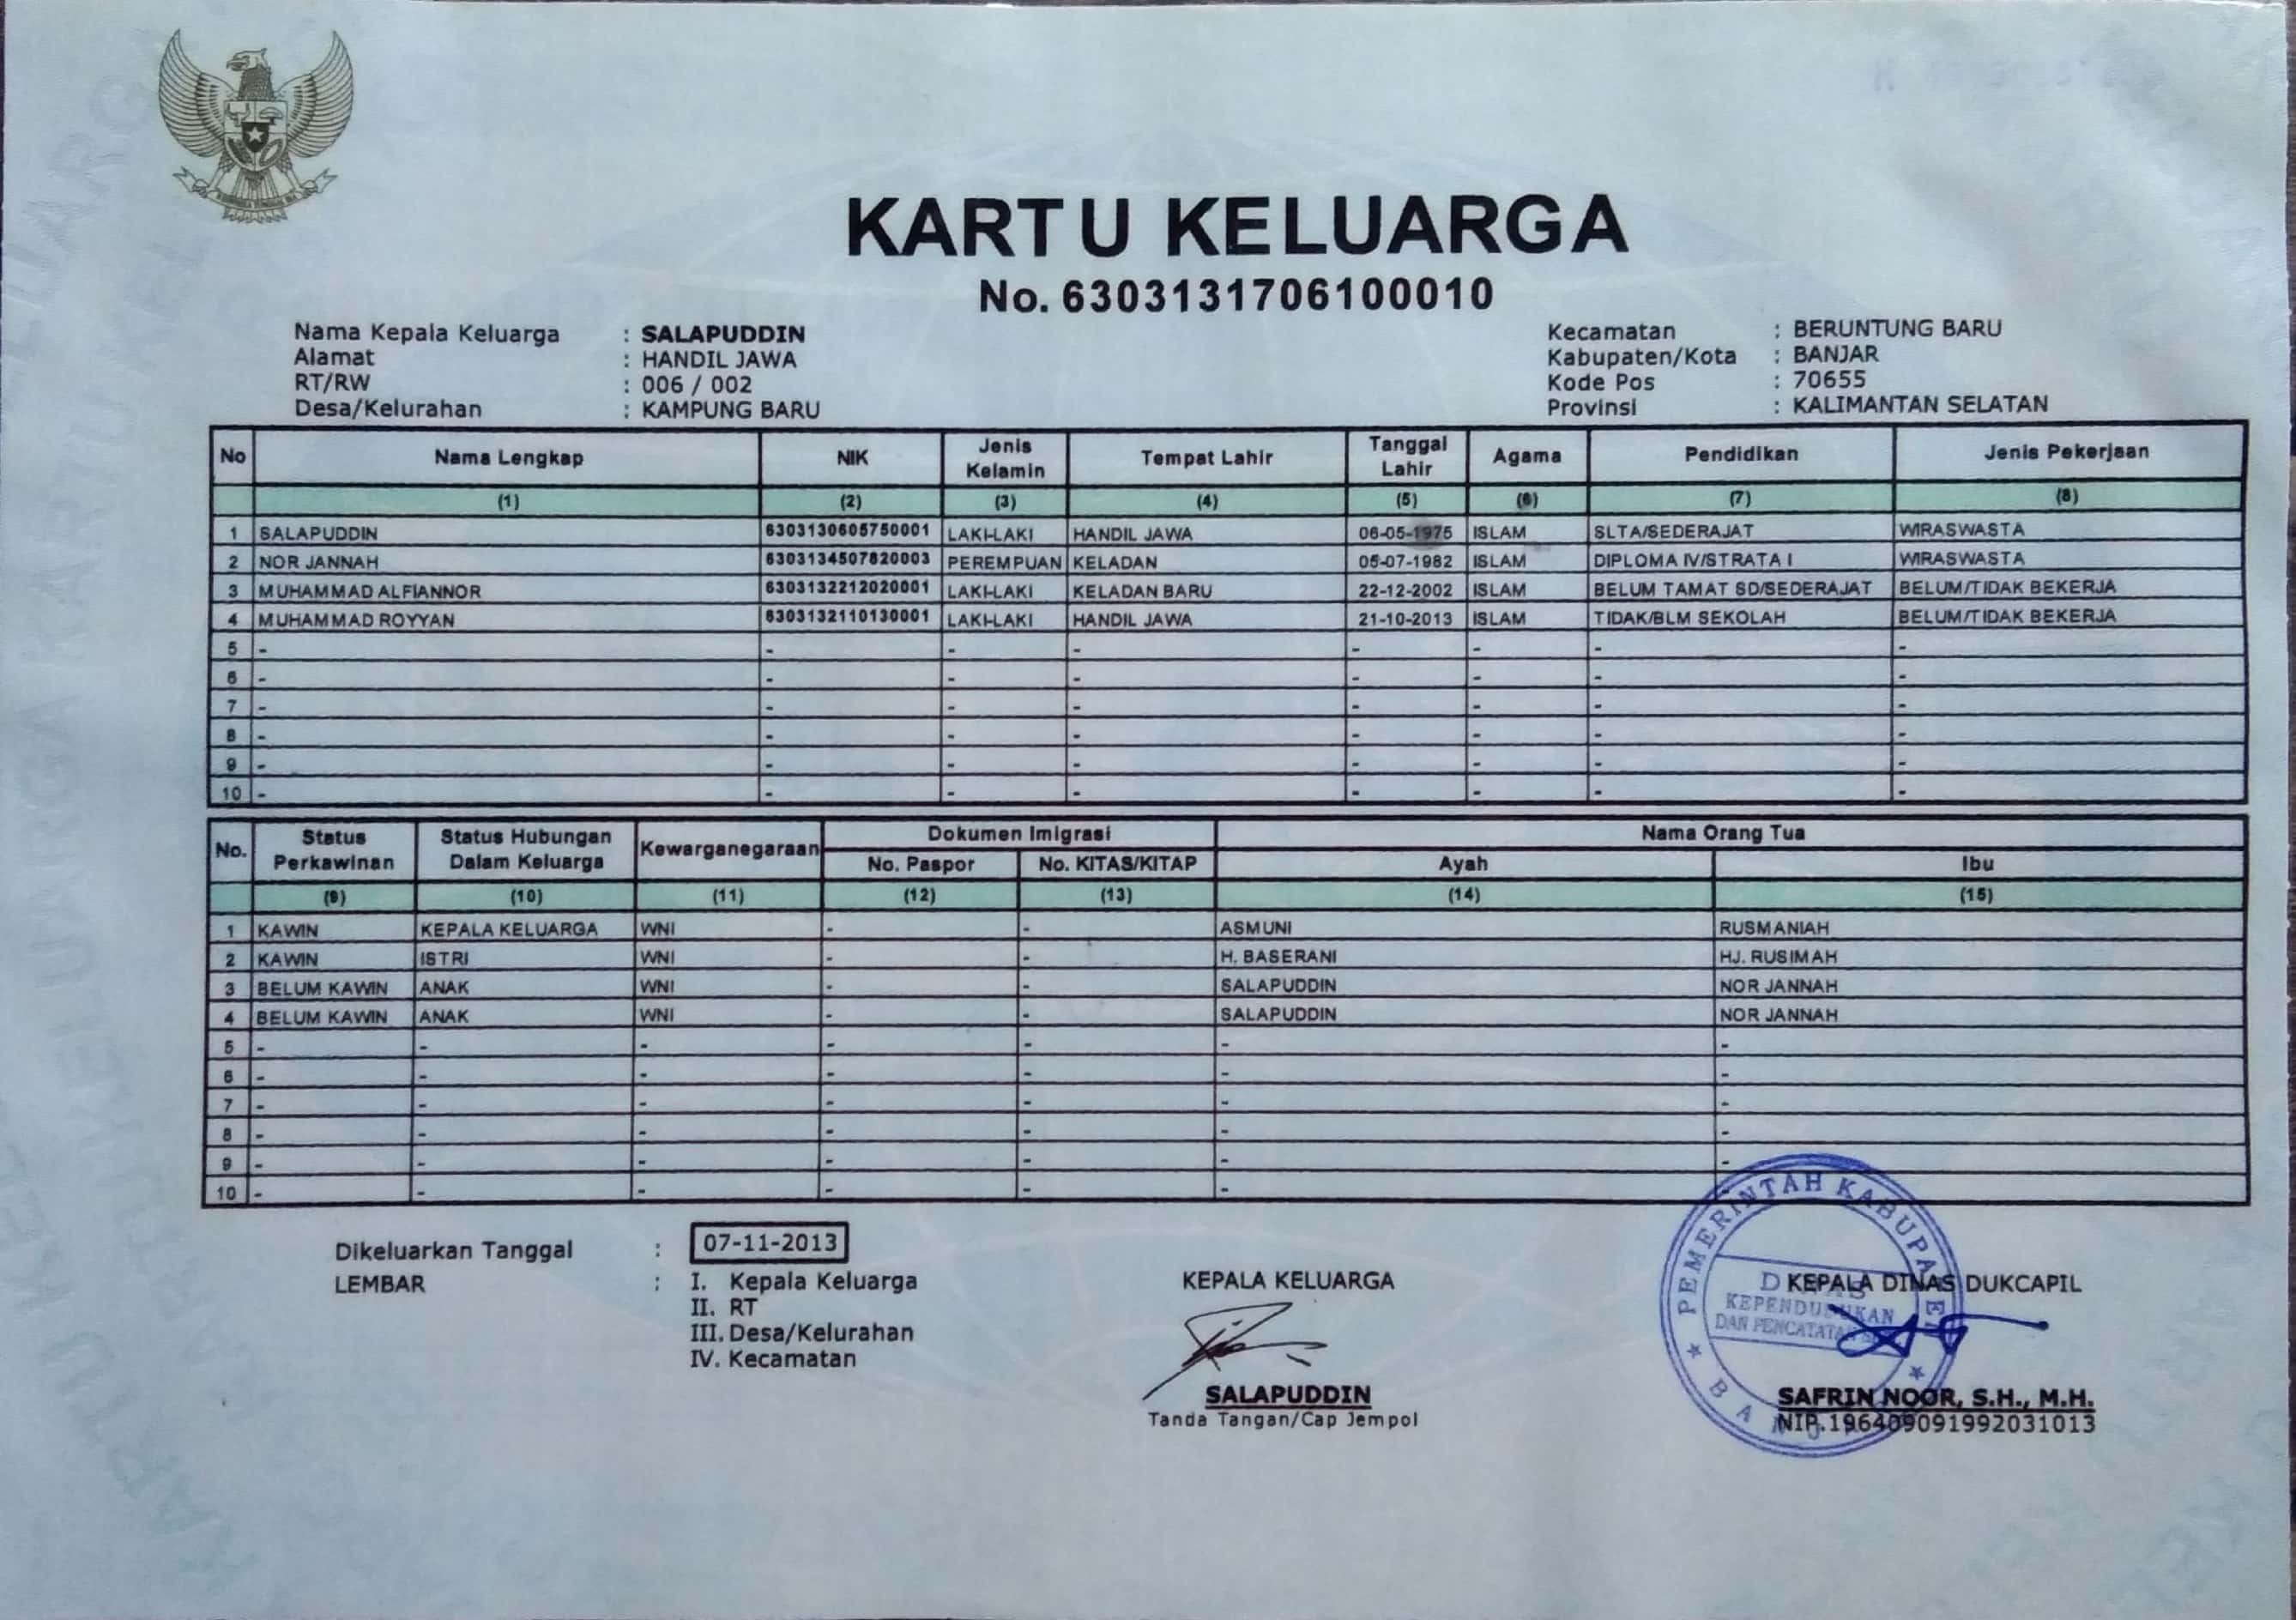 KARTU KELUARGA
No. 6303131706100010
Nama Kepala Keluarga : SALAPUDDIN
Alamat : HANDIL JAWA
RT/RW : 006 / 002
Desa/Kelurahan : KAMPUNG BARU
Kecamatan : BERUNTUNG BARU
Kabupaten/Kota : BANJAR
Kode Pos : 70655
Provinsi : KALIMANTAN SELATAN
No Nama Lengkap NIK Jenis Kelamin Tempat Lahir Tanggal Lahir Agama Pendidikan Jenis Pekerjaan
(1) (2) (3) (4) (5) (6) (7) (8)
1 SALAPUDDIN 6303130605750001 LAKI-LAKI HANDIL JAWA 06-05-1975 ISLAM SLTA/SEDERAJAT WIRASWASTA
2 NOR JANNAH 6303134507820003 PEREMPUAN KELADAN 05-07-1982 ISLAM DIPLOMA IV/STRATA I WIRASWASTA
3 MUHAMMAD ALFIANNOR 6303132212020001 LAKI-LAKI KELADAN BARU 22-12-2002 ISLAM BELUM TAMAT SD/SEDERAJAT BELUM/TIDAK BEKERJA
4 MUHAMMAD ROYYAN 6303132110130001 LAKI-LAKI HANDIL JAWA 21-10-2013 ISLAM TIDAK/BLM SEKOLAH BELUM/TIDAK BEKERJA
5 - - - - - - - -
6 - - - - - - - -
7 - - - - - - - -
8 - - - - - - - -
9 - - - - - - - -
10 - - - - - - - -
No. Status Perkawinan Status Hubungan Dalam Keluarga Kewarganegaraan Dokumen Imigrasi Nama Orang Tua
No. Paspor No. KITAS/KITAP Ayah Ibu
(9) (10) (11) (12) (13) (14) (15)
1 KAWIN KEPALA KELUARGA WNI - - ASMUNI RUSMANIAH
2 KAWIN ISTRI WNI - - H. BASERANI HJ. RUSIMAH
3 BELUM KAWIN ANAK WNI - - SALAPUDDIN NOR JANNAH
4 BELUM KAWIN ANAK WNI - - SALAPUDDIN NOR JANNAH
5 - - - - - - -
6 - - - - - - -
7 - - - - - - -
8 - - - - - - -
9 - - - - - - -
10 - - - - - -
Dikeluarkan Tanggal : 07-11-2013
LEMBAR : I. Kepala Keluarga
II. RT
III. Desa/Kelurahan
IV. Kecamatan
KEPALA KELUARGA
SALAPUDDIN
Tanda Tangan/Cap Jempol
KEPALA DINAS DUKCAPIL
PEMERINTAH KABUPATEN
KEPENDUDUKAN
DAN PENCATATAN
SAFRIN NOOR, S.H., M.H.
NIP.196409091992031013